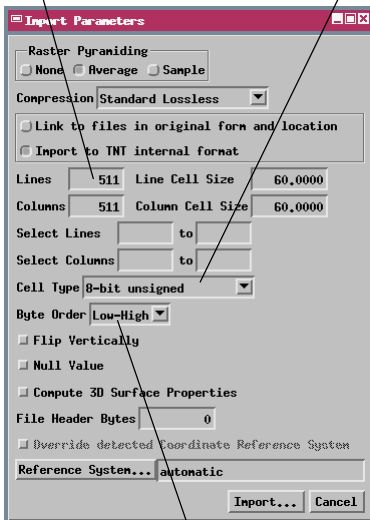 Import Parameters
Raster Pyramiding
None Average Sample
Compression Standard Lossless
Link to files in original form and location
Import to TNT internal format
Lines 511 Line Cell Size 60.0000
Columns 511 Column Cell Size 60.0000
Select Lines to
Select Columns to
Cell Type 8-bit unsigned
Byte Order Low-High
Flip Vertically
Null Value
Compute 3D Surface Properties
File Header Bytes 0
Override detected Coordinate Reference System
Reference System... automatic
Import... Cancel